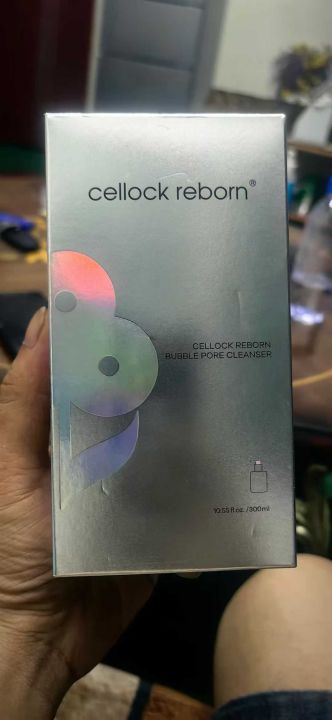 cellock reborn®
CELLOCK REBORN
BUBBLE PORE CLEANSER
10.55 fl oz. /300ml